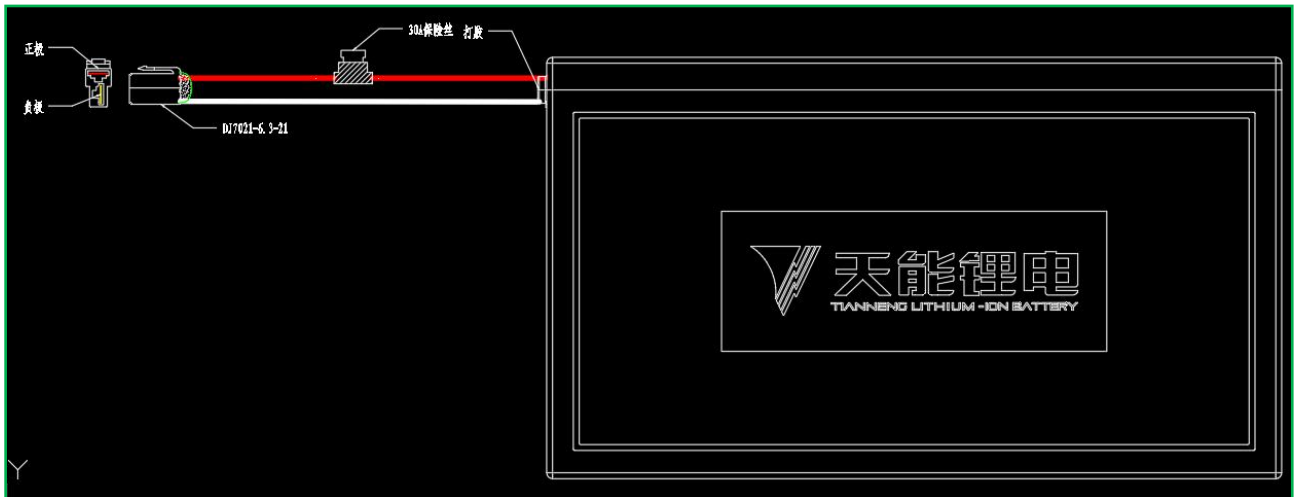 正极
负极
30A保险丝
打胶
DJ7021-6.3-21
天能锂电
TIANNENG LITHIUM -ION BATTERY